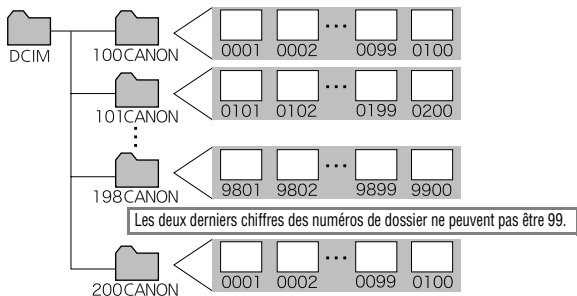 DCIM
100CANON
0001 0002 ... 0099 0100
101CANON
0101 0102 ... 0199 0200
198CANON
9801 9802 ... 9899 9900
Les deux derniers chiffres des numéros de dossier ne peuvent pas être 99.
200CANON
0001 0002 ... 0099 0100